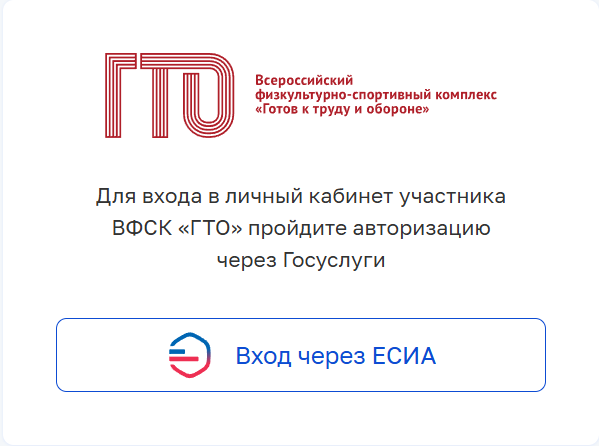 ГТО
Всероссийский
физкультурно-спортивный комплекс
«Готов к труду и обороне»
Для входа в личный кабинет участника
ВФСК «ГТО» пройдите авторизацию
через Госуслуги
Вход через ЕСИА